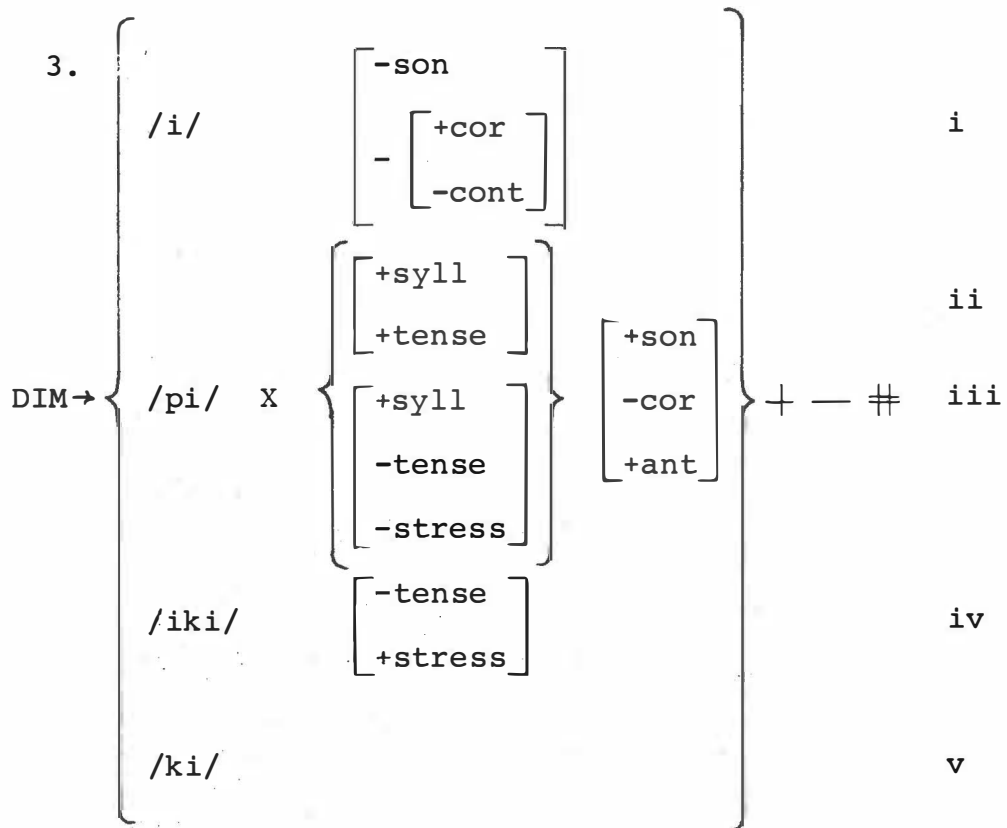 3.
-son
/i/ - +cor i
-cont
+syll ii
+tense +son
DIM→ /pi/ X +syll -cor + — # iii
-tense +ant
-stress
/iki/ -tense iv
+stress
/ki/ v